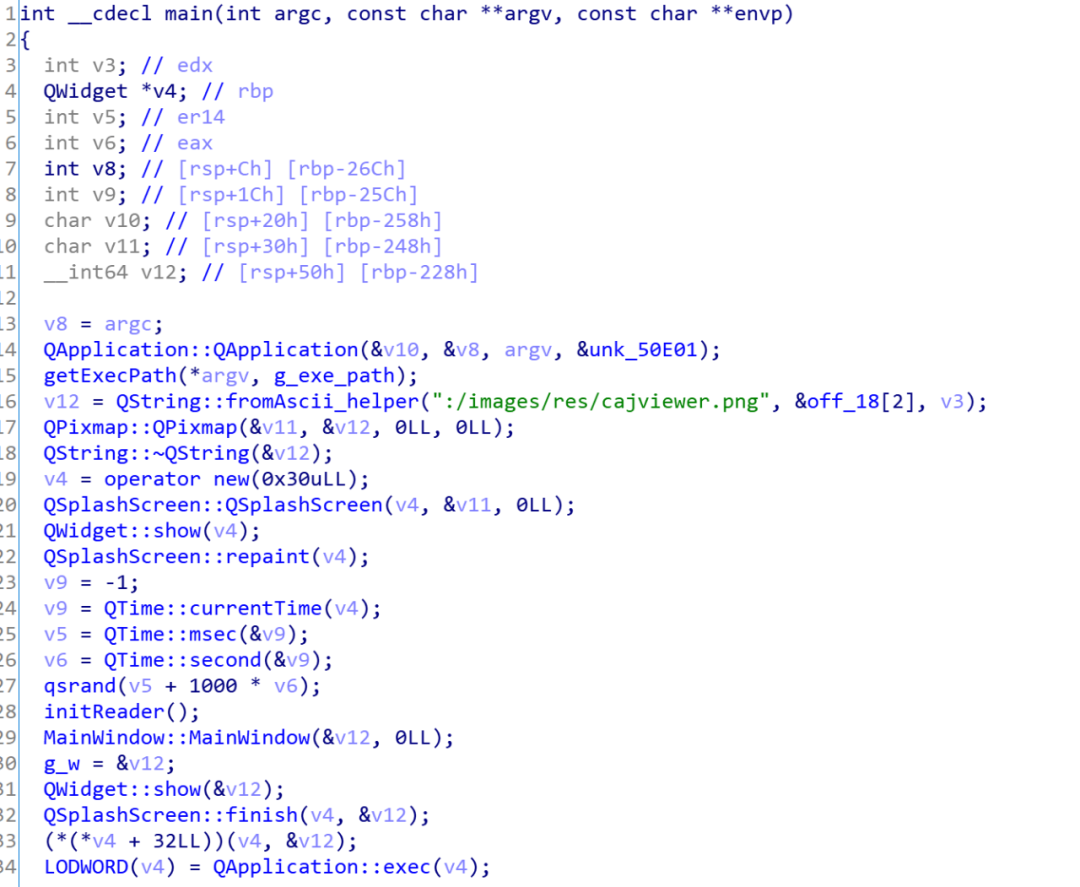 1 int __cdecl main(int argc, const char **argv, const char **envp)
2 {
3 int v3; // edx
4 QWidget *v4; // rbp
5 int v5; // er14
6 int v6; // eax
7 int v8; // [rsp+Ch] [rbp-26Ch]
8 int v9; // [rsp+1Ch] [rbp-25Ch]
9 char v10; // [rsp+20h] [rbp-258h]
10 char v11; // [rsp+30h] [rbp-248h]
11 __int64 v12; // [rsp+50h] [rbp-228h]
12
13 v8 = argc;
14 QApplication::QApplication(&v10, &v8, argv, &unk_50E01);
15 getExecPath(*argv, g_exe_path);
16 v12 = QString::fromAscii_helper(":/images/res/cajviewer.png", &off_18[2], v3);
17 QPixmap::QPixmap(&v11, &v12, 0LL, 0LL);
18 QString::~QString(&v12);
19 v4 = operator new(0x30uLL);
20 QSplashScreen::QSplashScreen(v4, &v11, 0LL);
21 QWidget::show(v4);
22 QSplashScreen::repaint(v4);
23 v9 = -1;
24 v9 = QTime::currentTime(v4);
25 v5 = QTime::msec(&v9);
26 v6 = QTime::second(&v9);
27 qsrand(v5 + 1000 * v6);
28 initReader();
29 MainWindow::MainWindow(&v12, 0LL);
30 g_w = &v12;
31 QWidget::show(&v12);
32 QSplashScreen::finish(v4, &v12);
33 (*(*v4 + 32LL))(v4, &v12);
34 LODWORD(v4) = QApplication::exec(v4);